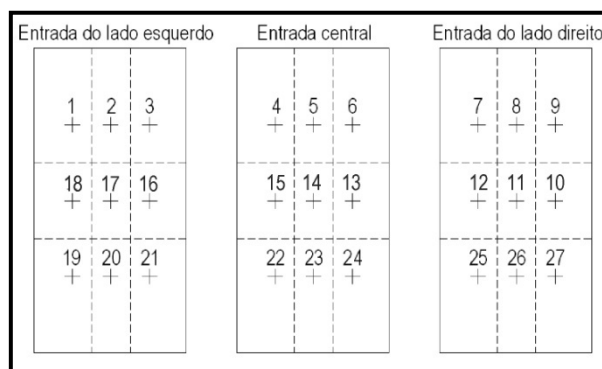 Entrada do lado esquerdo Entrada central Entrada do lado direito
1 2 3 4 5 6 7 8 9
18 17 16 15 14 13 12 11 10
19 20 21 22 23 24 25 26 27